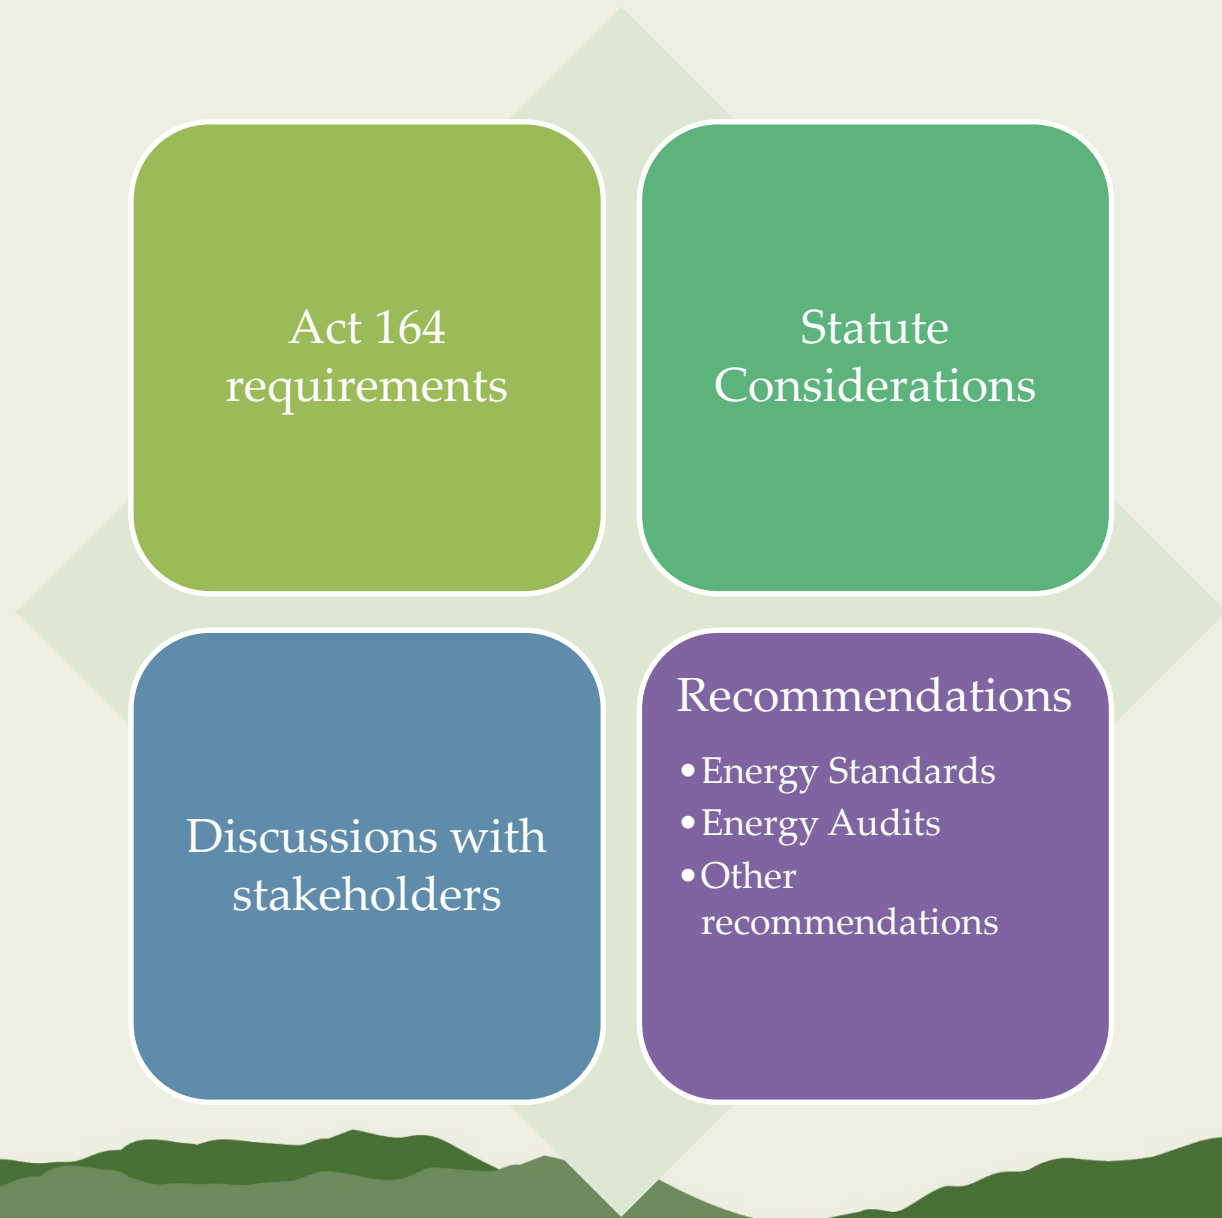 Act 164
requirements
Statute
Considerations
Discussions with
stakeholders
Recommendations
•Energy Standards
•Energy Audits
•Other
recommendations